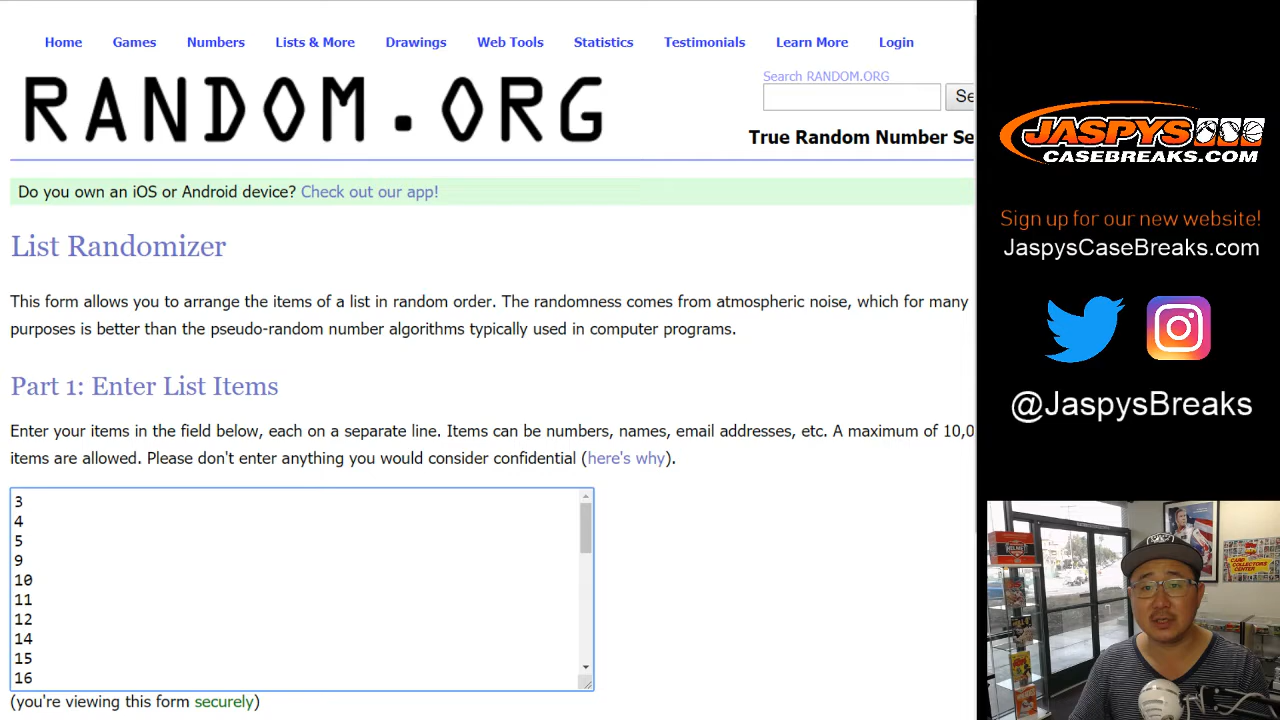 Home Games Numbers Lists & More Drawings Web Tools Statistics Testimonials Learn More Login
RANDOM.ORG
Search RANDOM.ORG
Se
True Random Number Se
Do you own an iOS or Android device? Check out our app!
List Randomizer
This form allows you to arrange the items of a list in random order. The randomness comes from atmospheric noise, which for many
purposes is better than the pseudo-random number algorithms typically used in computer programs.
Part 1: Enter List Items
Enter your items in the field below, each on a separate line. Items can be numbers, names, email addresses, etc. A maximum of 10,0
items are allowed. Please don't enter anything you would consider confidential (here's why).
3
4
5
9
10
11
12
14
15
16
(you're viewing this form securely)
JASPYS
CASEBREAKS.COM
Sign up for our new website!
JaspysCaseBreaks.com
@JaspysBreaks
CARD
COLLECTORS
CENTER